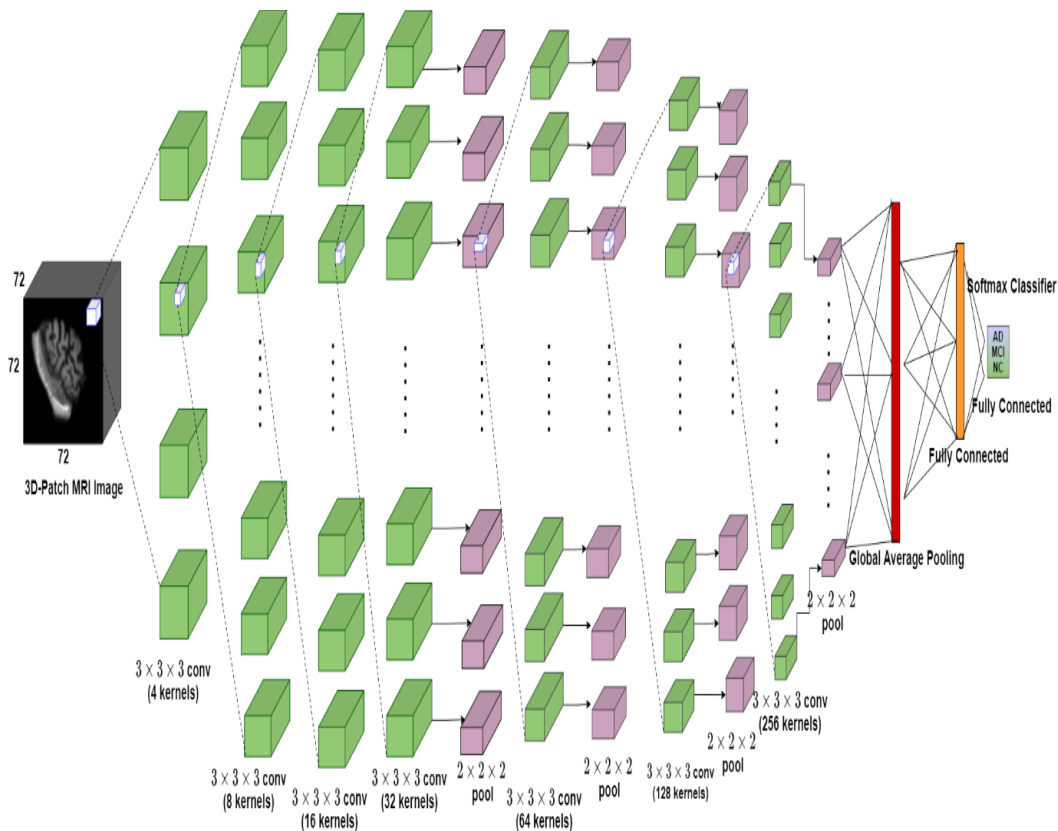 72
72
72
3D-Patch MRI Image
3 × 3 × 3 conv
(4 kernels)
3 × 3 × 3 conv
(8 kernels)
3 × 3 × 3 conv
(16 kernels)
3 × 3 × 3 conv
(32 kernels)
2 × 2 × 2
pool
3 × 3 × 3 conv
(64 kernels)
2 × 2 × 2
pool
3 × 3 × 3 conv
(128 kernels)
2 × 2 × 2
pool
3 × 3 × 3 conv
(256 kernels)
2 × 2 × 2
pool
Global Average Pooling
Fully Connected
Fully Connected
Softmax Classifier
AD
MCI
NC